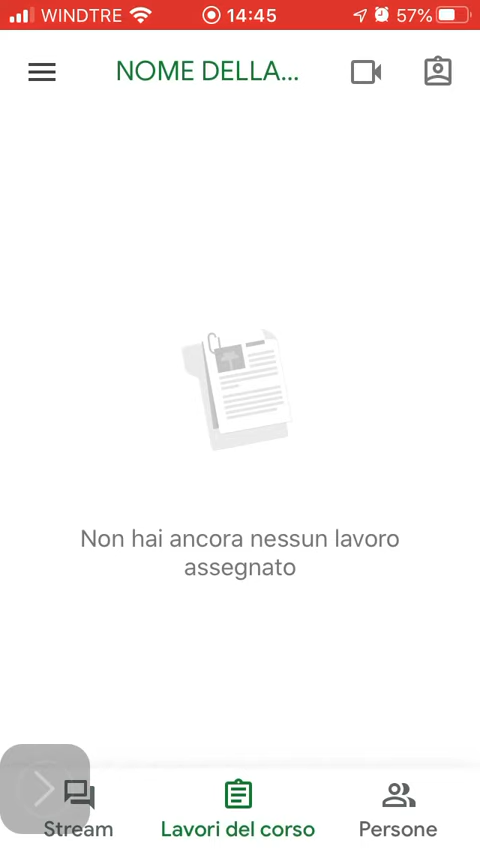 WINDTRE 14:45 57%
NOME DELLA...
Non hai ancora nessun lavoro
assegnato
Stream Lavori del corso Persone